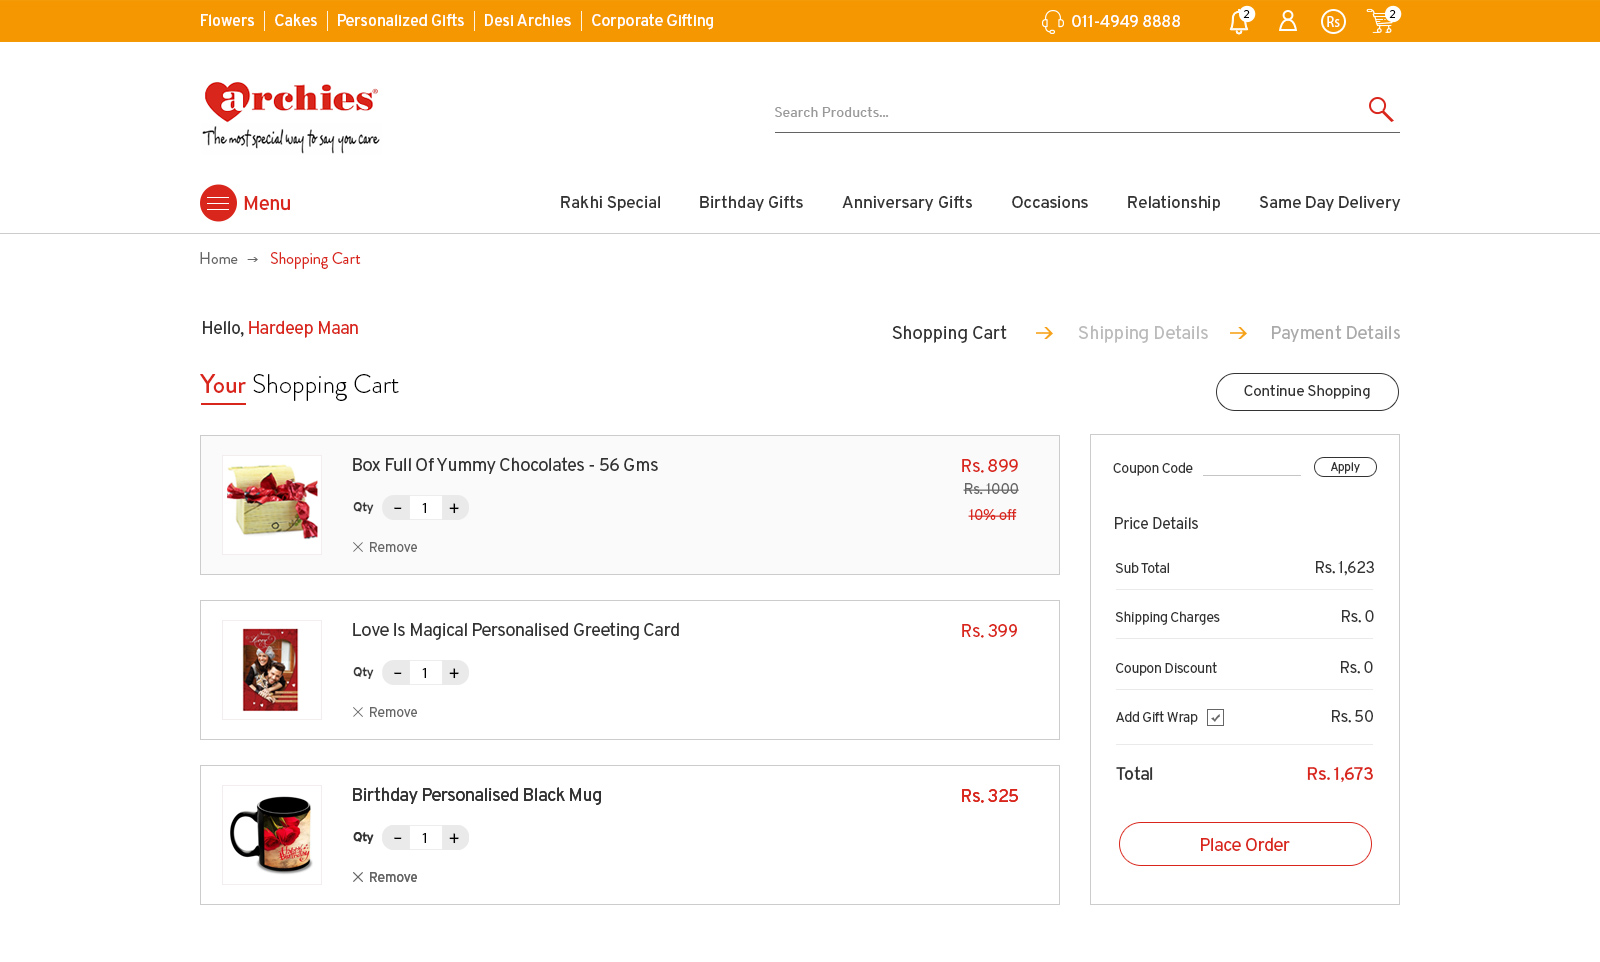 Flowers Cakes Personalized Gifts Desi Archies Corporate Gifting 011-4949 8888 2 Rs 2
archies®
The most special way to say you care
Search Products...
Menu Rakhi Special Birthday Gifts Anniversary Gifts Occasions Relationship Same Day Delivery
Home → Shopping Cart
Hello, Hardeep Maan
Shopping Cart → Shipping Details → Payment Details
Your Shopping Cart
Continue Shopping
Box Full Of Yummy Chocolates - 56 Gms Rs. 899
Rs. 1000
Qty - 1 +
10% off
Remove
Love Is Magical Personalised Greeting Card Rs. 399
Qty - 1 +
Remove
Birthday Personalised Black Mug Rs. 325
Qty - 1 +
Happy Birthday
Remove
Coupon Code Apply
Price Details
Sub Total Rs. 1,623
Shipping Charges Rs. 0
Coupon Discount Rs. 0
Add Gift Wrap Rs. 50
Total Rs. 1,673
Place Order